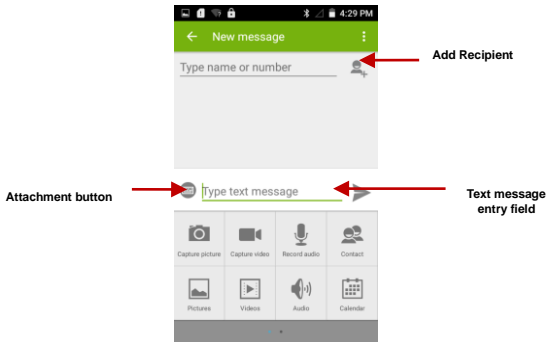 4:29 PM
New message
Type name or number
Add Recipient
Attachment button
Type text message
Text message
entry field
Capture picture
Capture video
Record audio
Contact
Pictures
Videos
Audio
Calendar